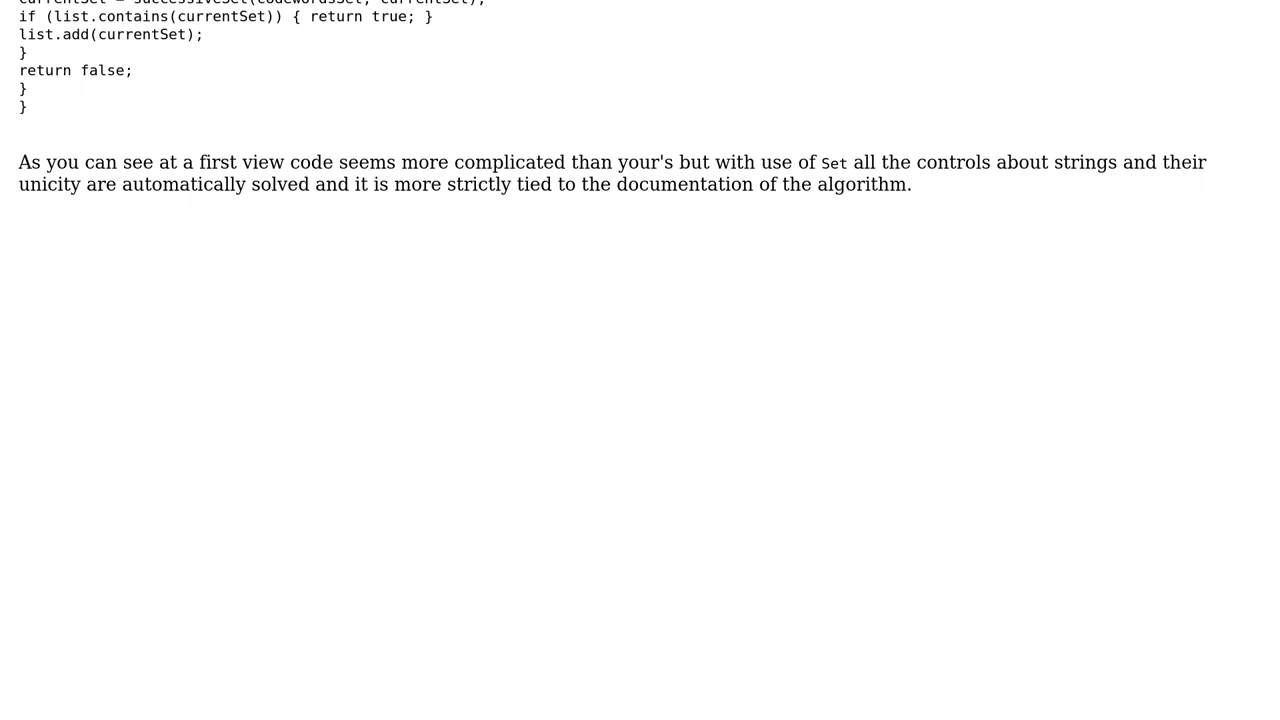 if (list.contains(currentSet)) { return true; }
list.add(currentSet);
}
return false;
}
}
As you can see at a first view code seems more complicated than your's but with use of Set all the controls about strings and their
unicity are automatically solved and it is more strictly tied to the documentation of the algorithm.